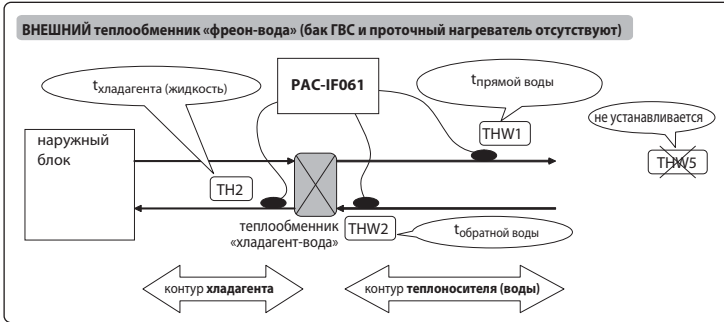 ВНЕШНИЙ теплообменник «фреон-вода» (бак ГВС и проточный нагреватель отсутствуют)
tхладагента (жидкость)
PAC-IF061
tпрямой воды
THW1
не устанавливается
THW5
наружный
блок
TH2
теплообменник
«хладагент-вода»
THW2
tобратной воды
контур хладагента
контур теплоносителя (воды)